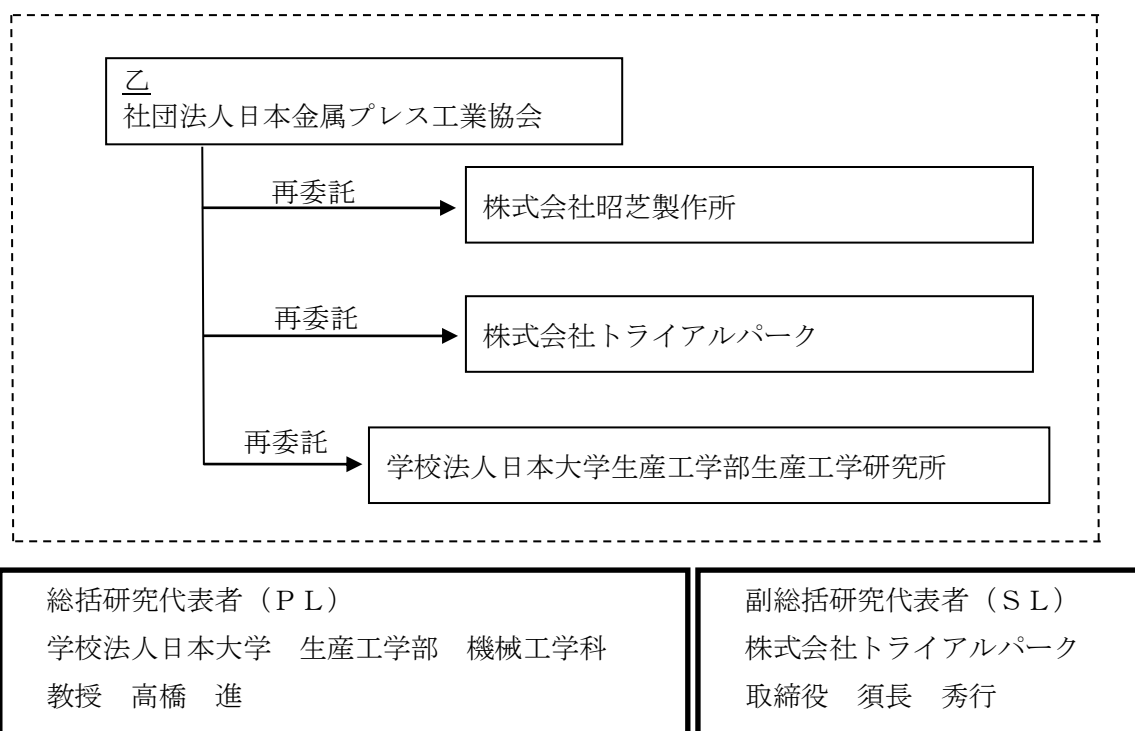 乙
社団法人日本金属プレス工業協会
再委託
株式会社昭芝製作所
再委託
株式会社トライアルパーク
再委託
学校法人日本大学生産工学部生産工学研究所
総括研究代表者（ＰＬ）
学校法人日本大学　生産工学部　機械工学科
教授　高橋　進
副総括研究代表者（ＳＬ）
株式会社トライアルパーク
取締役　須長　秀行